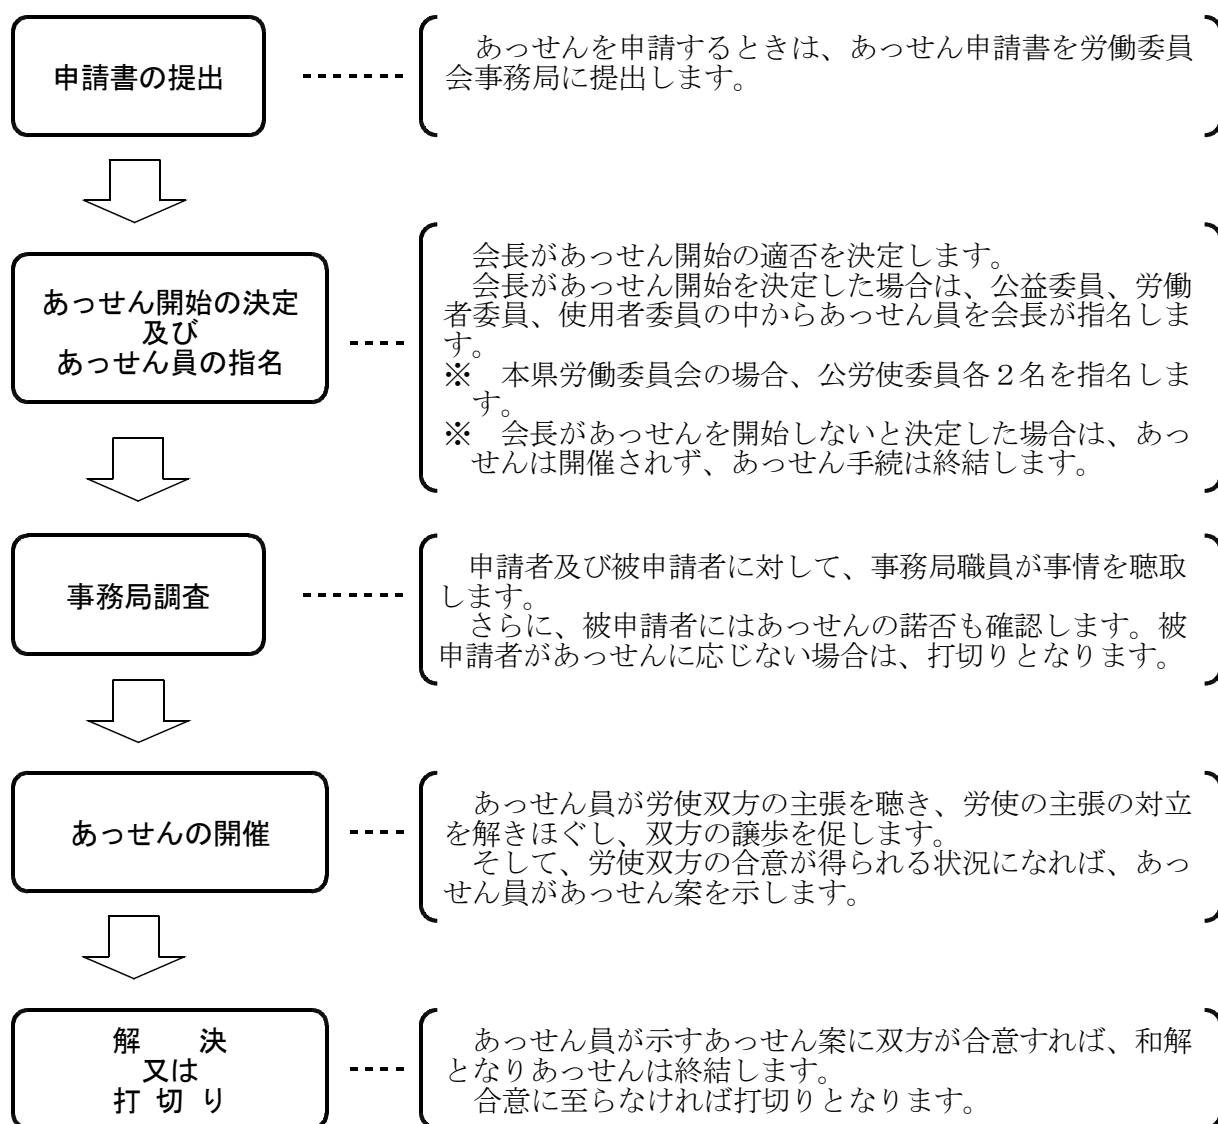 申請書の提出
あっせんを申請するときは、あっせん申請書を労働委員
会事務局に提出します。
あっせん開始の決定
及び
あっせん員の指名
会長があっせん開始の適否を決定します。
会長があっせん開始を決定した場合は、公益委員、労働
者委員、使用者委員の中からあっせん員を会長が指名しま
す。
※　本県労働委員会の場合、公労使委員各２名を指名しま
す。
※　会長があっせんを開始しないと決定した場合は、あっ
せんは開催されず、あっせん手続は終結します。
事務局調査
申請者及び被申請者に対して、事務局職員が事情を聴取
します。
さらに、被申請者にはあっせんの諾否も確認します。被
申請者があっせんに応じない場合は、打切りとなります。
あっせんの開催
あっせん員が労使双方の主張を聴き、労使の主張の対立
を解きほぐし、双方の譲歩を促します。
そして、労使双方の合意が得られる状況になれば、あっ
せん員があっせん案を示します。
解　　決
又は
打 切 り
あっせん員が示すあっせん案に双方が合意すれば、和解
となりあっせんは終結します。
合意に至らなければ打切りとなります。